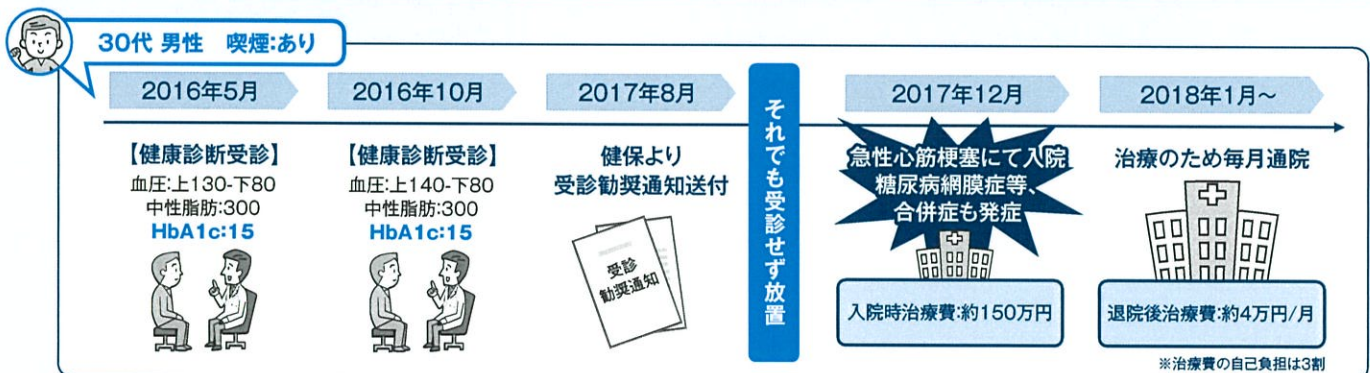 30代 男性　喫煙:あり
2016年5月
【健康診断受診】
血圧:上130-下80
中性脂肪:300
HbA1c:15
2016年10月
【健康診断受診】
血圧:上140-下80
中性脂肪:300
HbA1c:15
2017年8月
健保より
受診勧奨通知送付
受診
勧奨通知
それでも受診せず放置
2017年12月
急性心筋梗塞にて入院
糖尿病網膜症等、
合併症も発症
入院時治療費:約150万円
2018年1月～
治療のため毎月通院
退院後治療費:約4万円/月
※治療費の自己負担は3割